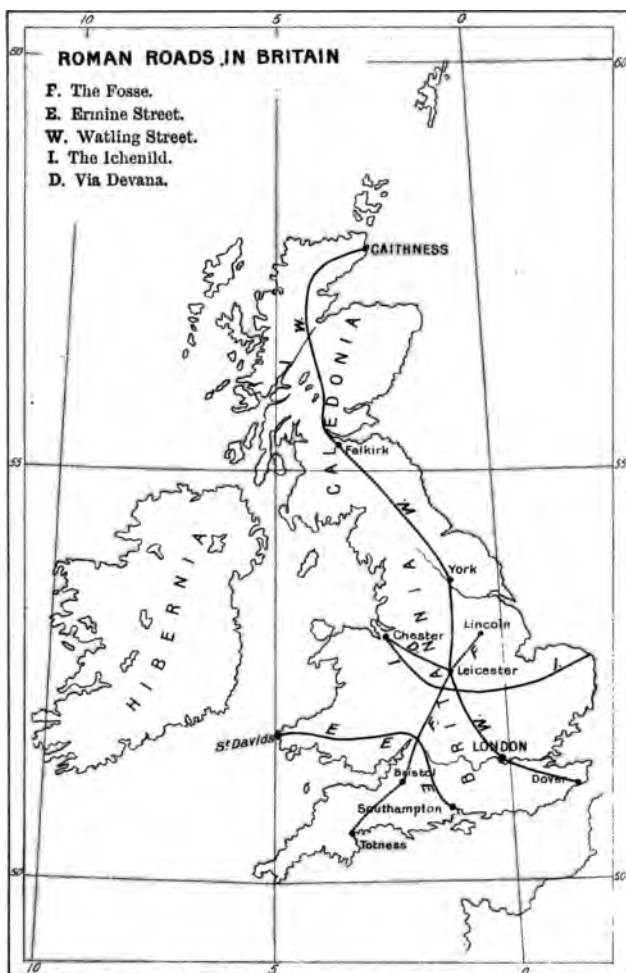 10 5 0
60 60
ROMAN ROADS IN BRITAIN
F. The Fosse.
E. Ermine Street.
W. Watling Street.
I. The Ichenild.
D. Via Devana.
CAITHNESS
W.
CALEDONIA
Falkirk
55 55
W.
HIBERNIA
York
BRITANNIA
Lincoln
Chester
D
F
I
Leicester
I.
F.
W.
St Davids
E
E
LONDON
Bristol
Dover
E
Southampton
Totness
50 50
10 5 0